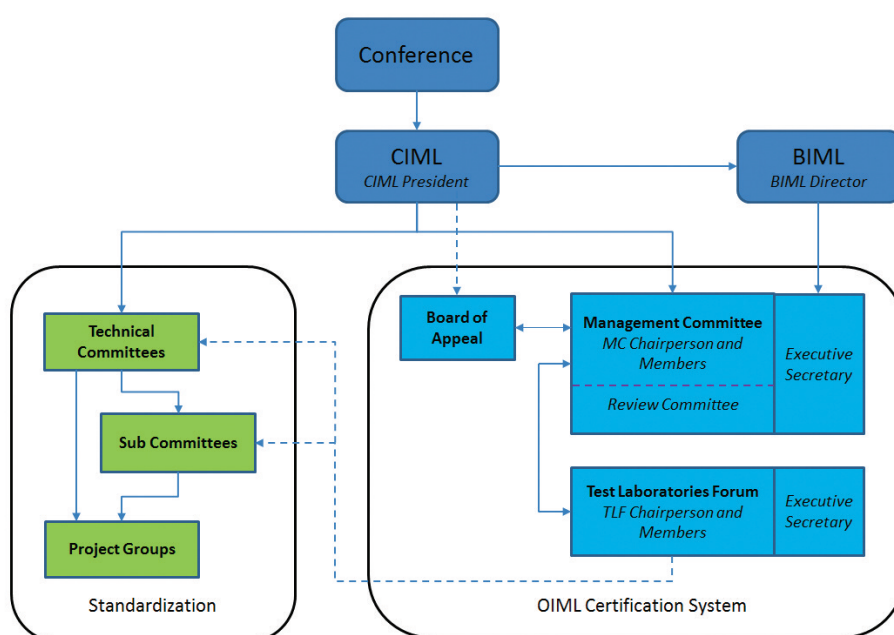 Conference
CIML
CIML President
BIML
BIML Director
Technical
Committees
Sub Committees
Project Groups
Standardization
Board of
Appeal
Management Committee
MC Chairperson and
Members
Review Committee
Executive
Secretary
Test Laboratories Forum
TLF Chairperson and
Members
Executive
Secretary
OIML Certification System